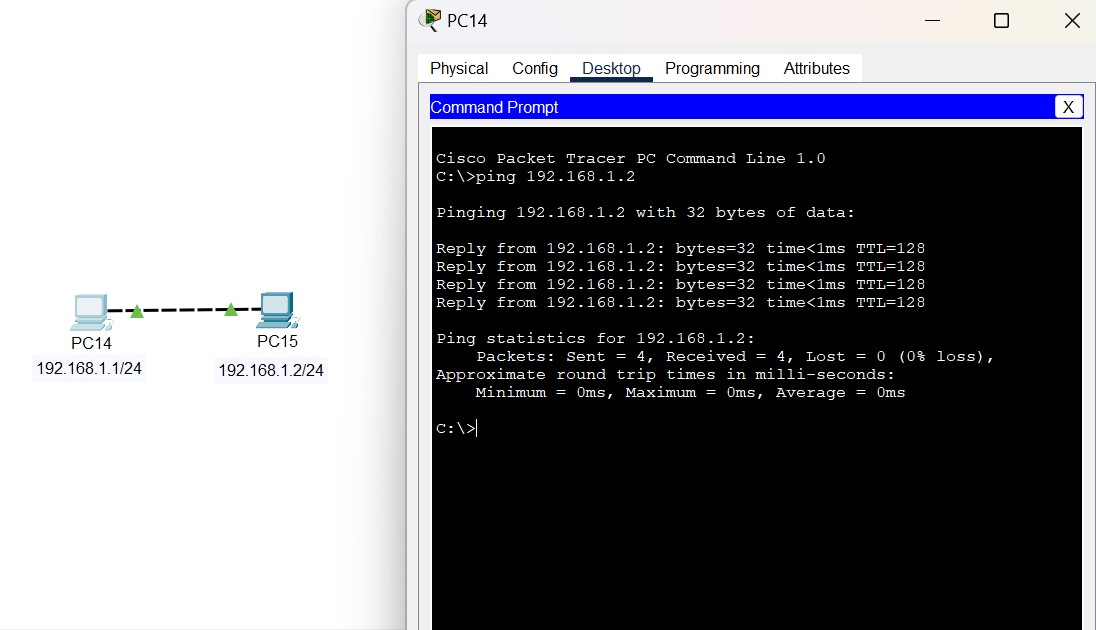 PC14
Physical Config Desktop Programming Attributes
Command Prompt
X
Cisco Packet Tracer PC Command Line 1.0
C:\>ping 192.168.1.2
Pinging 192.168.1.2 with 32 bytes of data:
Reply from 192.168.1.2: bytes=32 time<1ms TTL=128
Reply from 192.168.1.2: bytes=32 time<1ms TTL=128
Reply from 192.168.1.2: bytes=32 time<1ms TTL=128
Reply from 192.168.1.2: bytes=32 time<1ms TTL=128
Ping statistics for 192.168.1.2:
Packets: Sent = 4, Received = 4, Lost = 0 (0% loss),
Approximate round trip times in milli-seconds:
Minimum = 0ms, Maximum = 0ms, Average = 0ms
C:\>
PC14
192.168.1.1/24
PC15
192.168.1.2/24